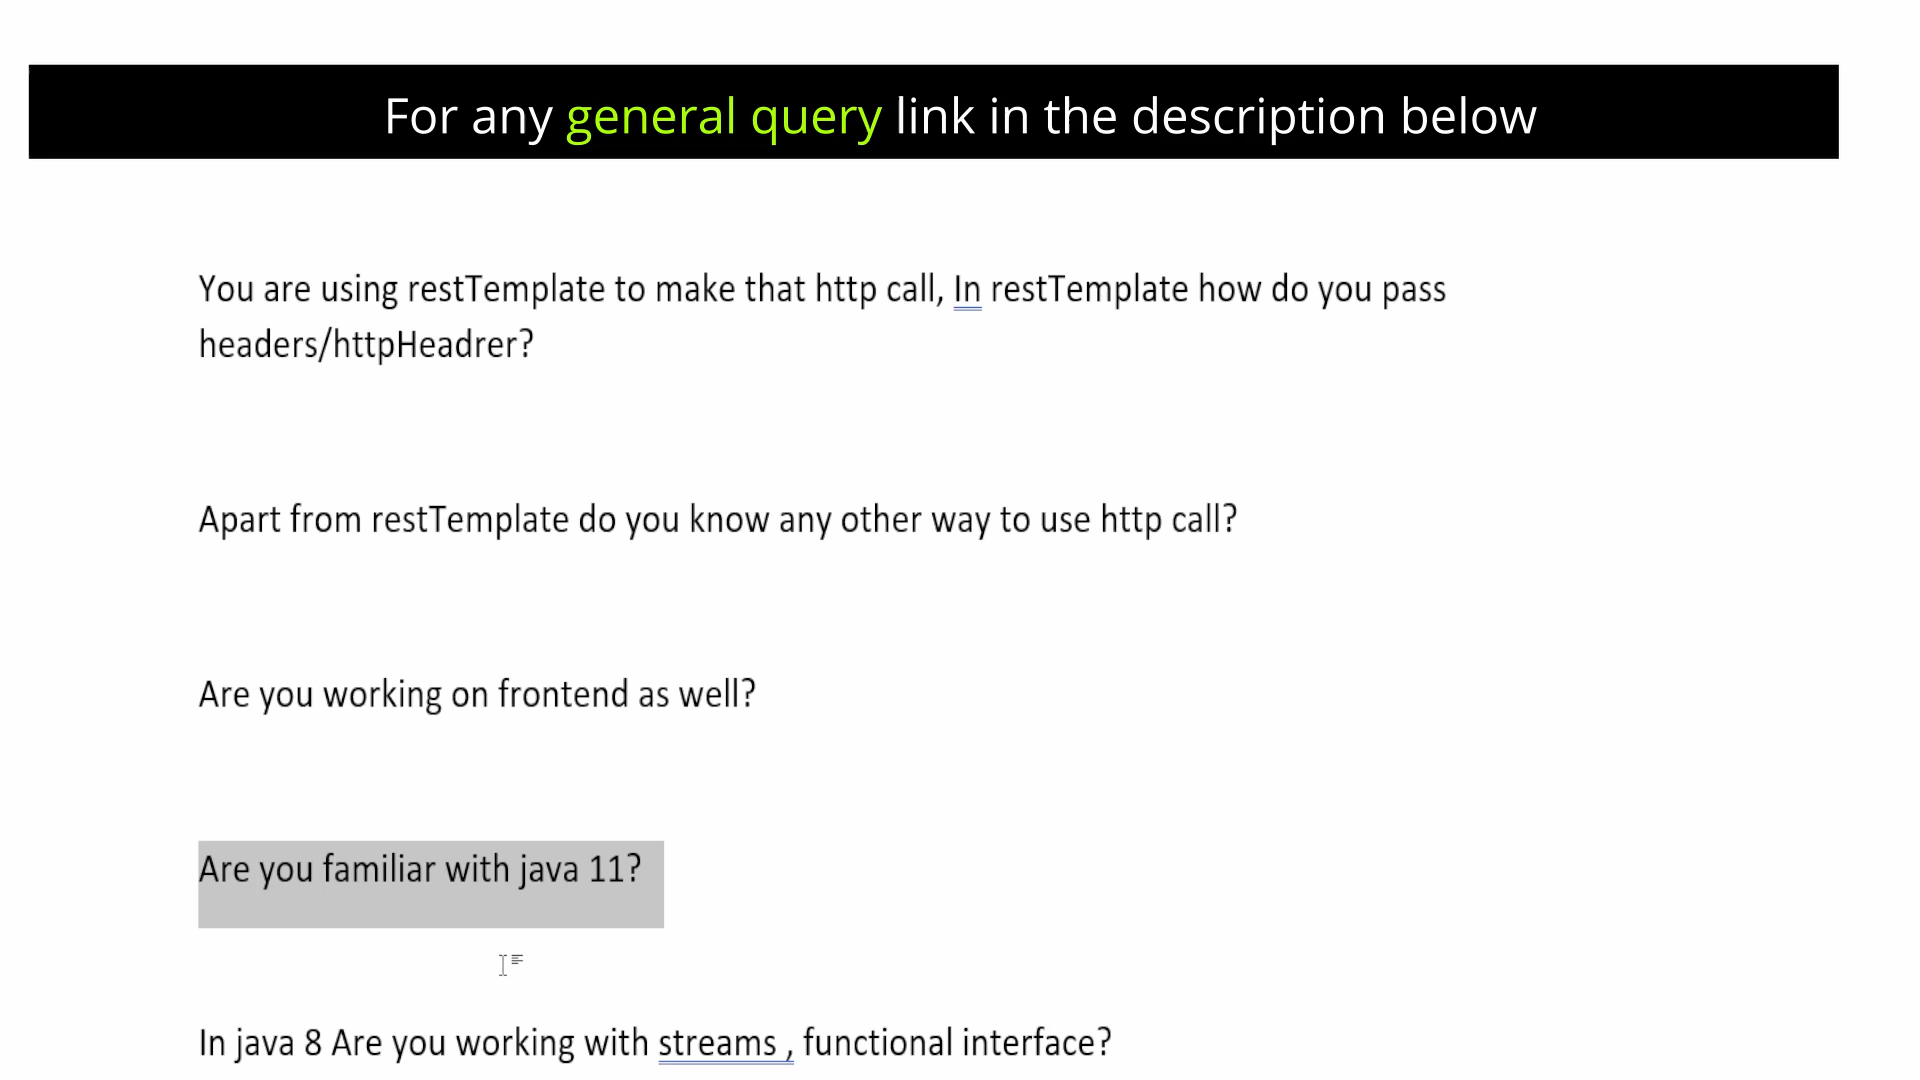 For any general query link in the description below
You are using restTemplate to make that http call, In restTemplate how do you pass
headers/httpHeadrer?
Apart from restTemplate do you know any other way to use http call?
Are you working on frontend as well?
Are you familiar with java 11?
In java 8 Are you working with streams , functional interface?